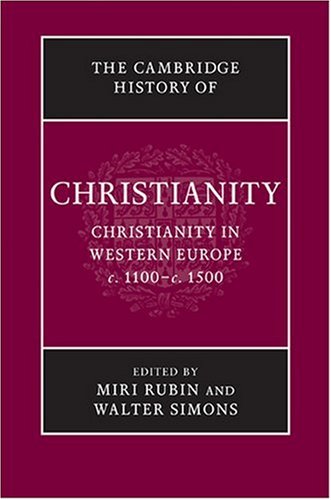 THE CAMBRIDGE
HISTORY OF
CHRISTIANITY
CHRISTIANITY IN
WESTERN EUROPE
c. 1100–c. 1500
EDITED BY
MIRI RUBIN AND
WALTER SIMONS